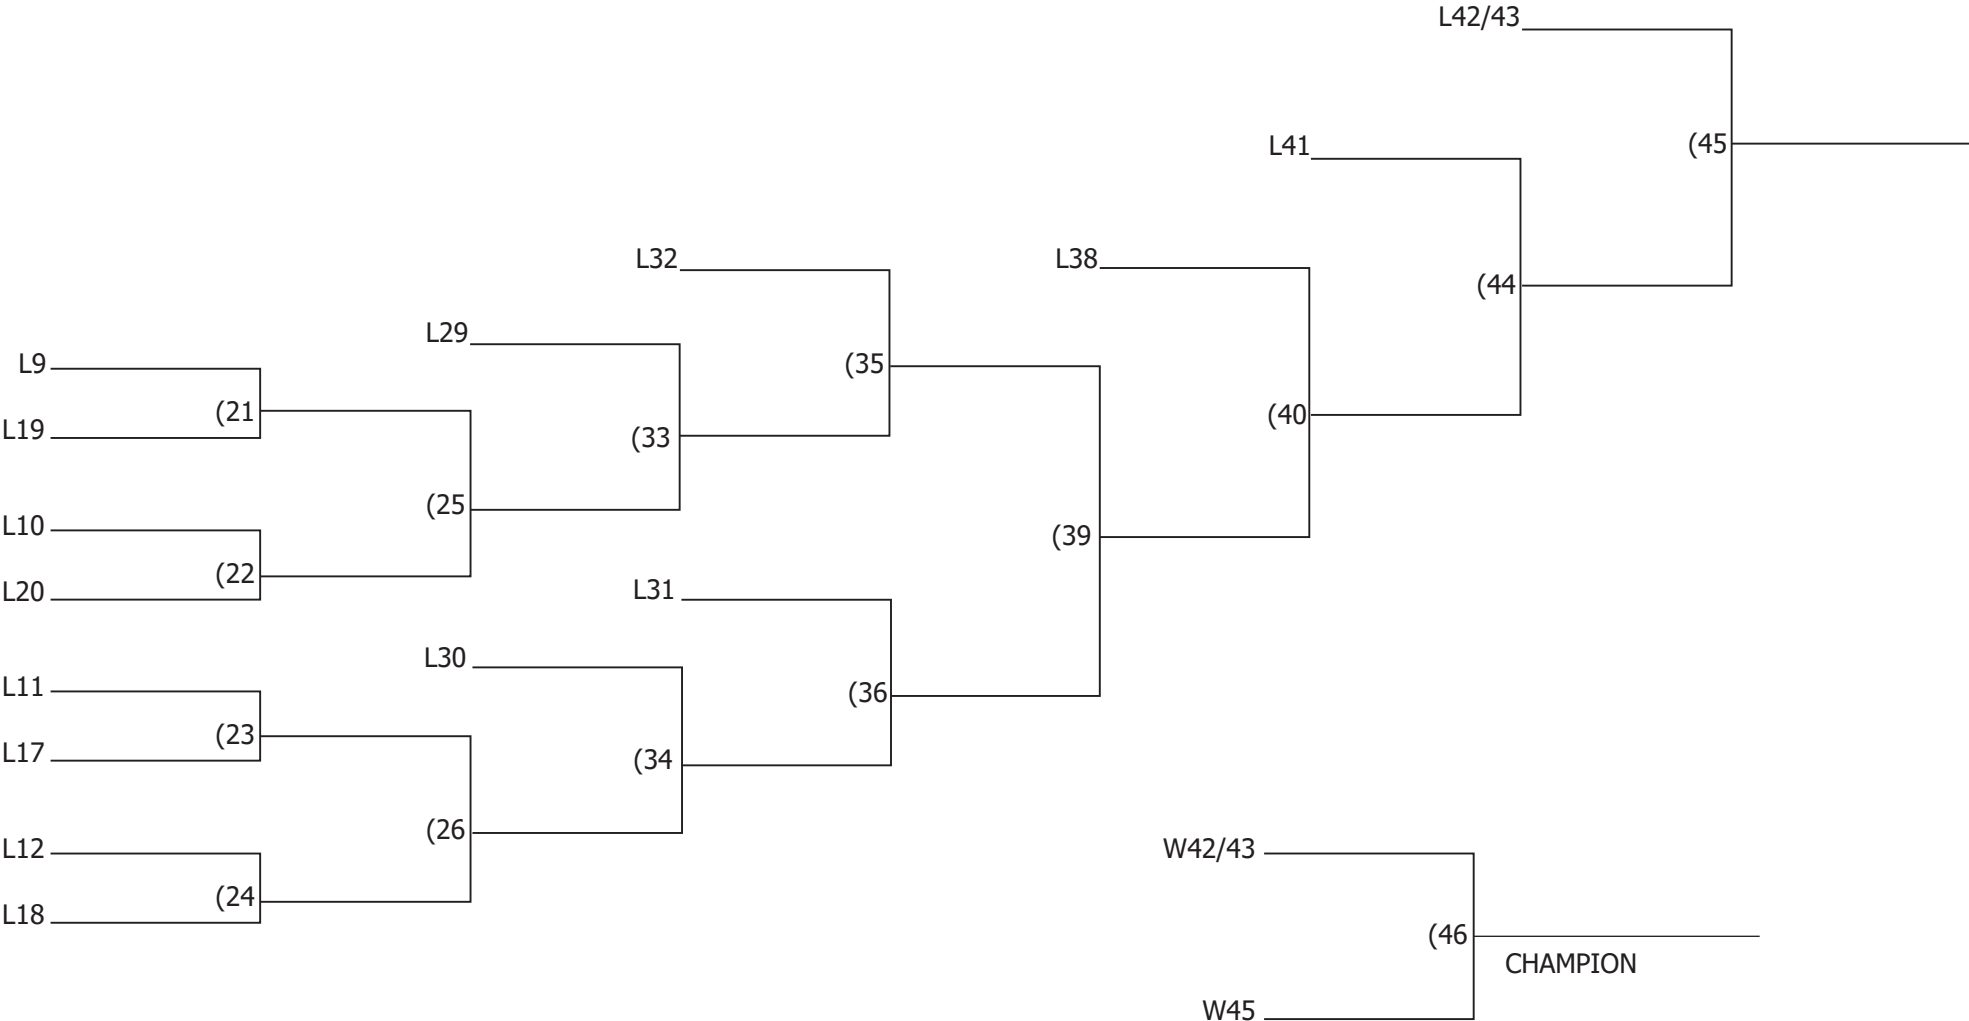 L42/43
L41
(45
L32
L38
(44
L29
L9
(35
(21
(40
L19
(33
L10
(25
(39
(22
L20
L31
L30
L11
(36
(23
L17
(34
(26
L12
W42/43
(24
L18
(46
CHAMPION
W45